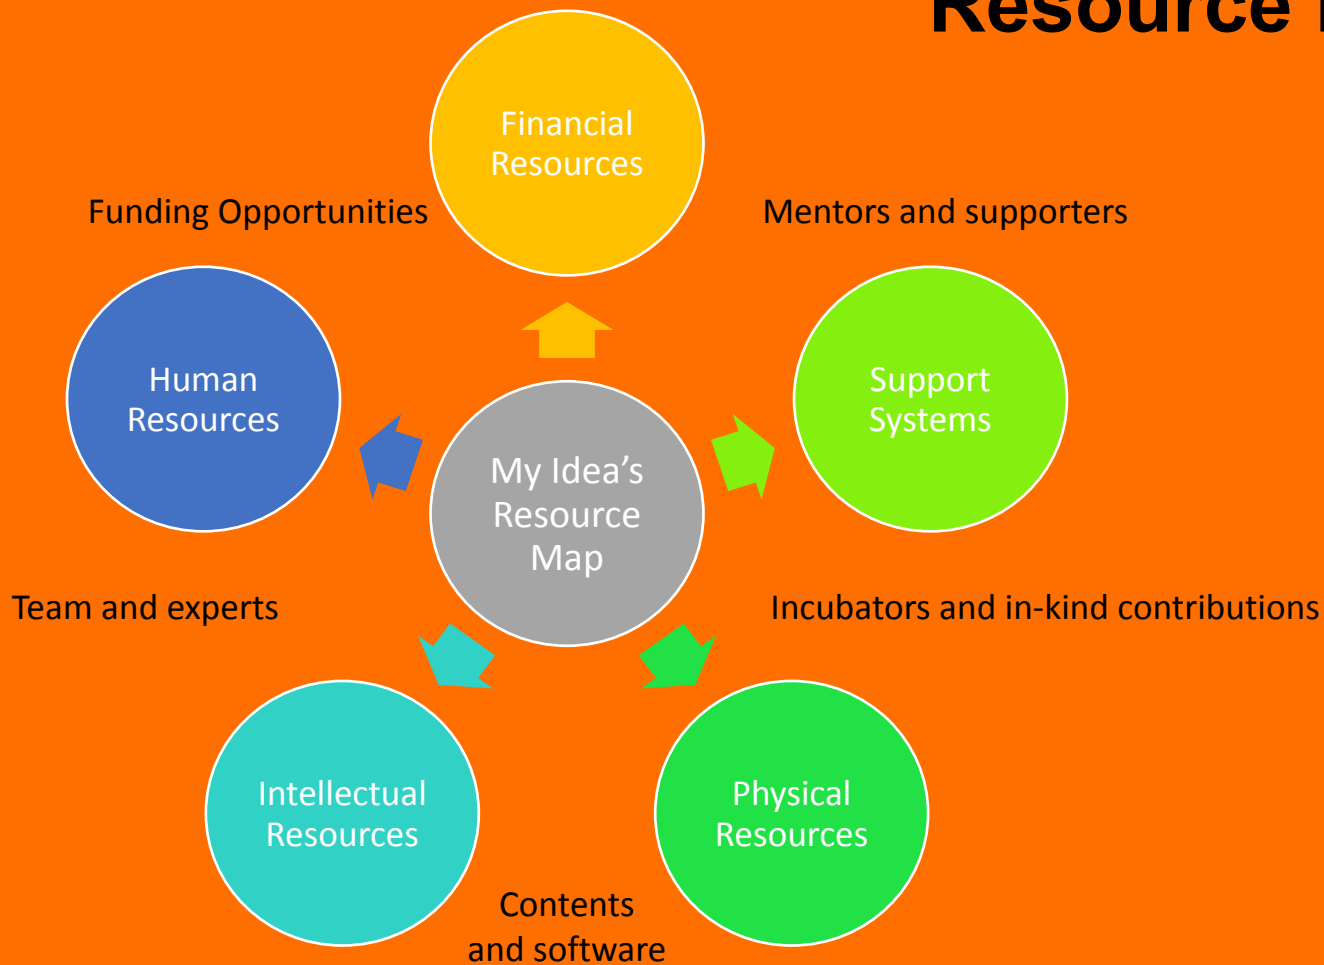 Resource
Financial
Resources
Funding Opportunities
Mentors and supporters
Human
Resources
Support
Systems
My Idea’s
Resource
Map
Team and experts
Incubators and in-kind contributions
Intellectual
Resources
Physical
Resources
Contents
and software